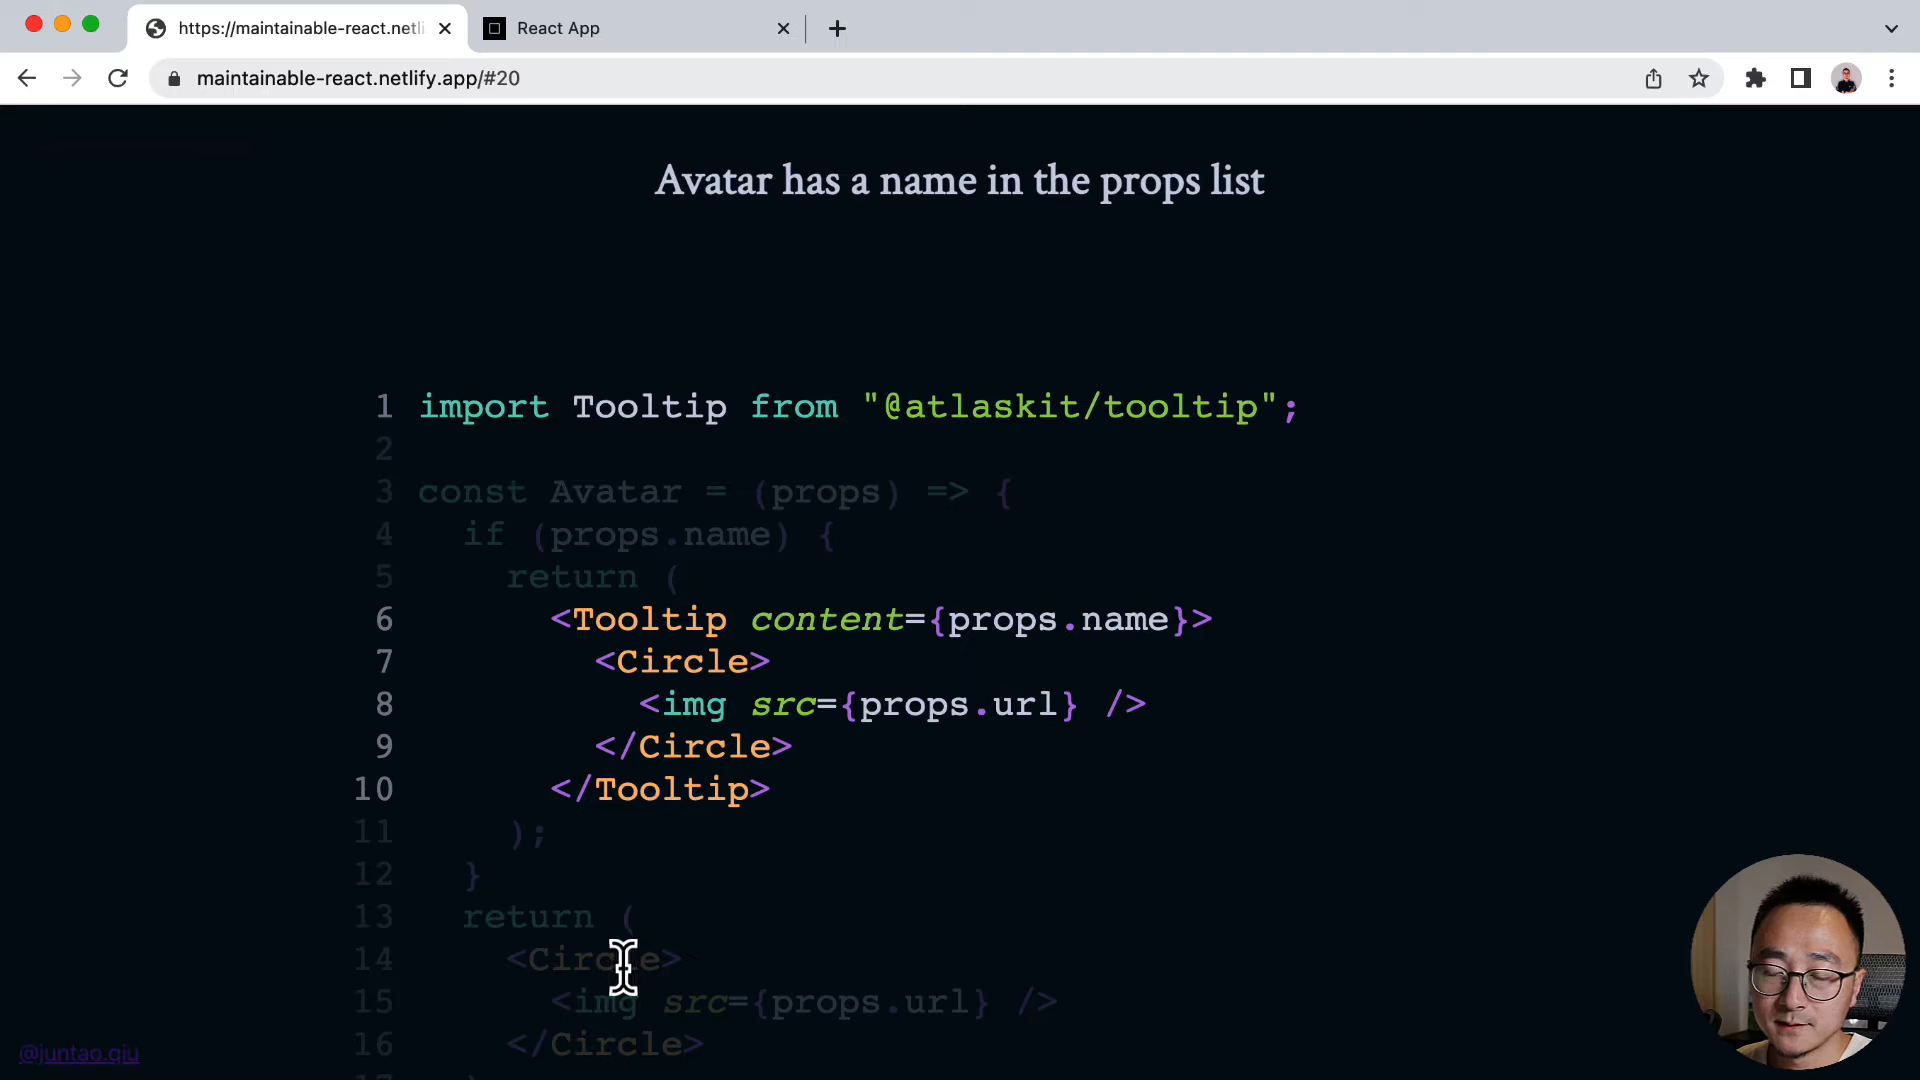 https://maintainable-react.netli
React App
maintainable-react.netlify.app/#20
Avatar has a name in the props list
1 import Tooltip from "@atlaskit/tooltip";
2
3 const Avatar = (props) => {
4 if (props.name) {
5 return (
6 <Tooltip content={props.name}>
7 <Circle>
8 <img src={props.url} />
9 </Circle>
10 </Tooltip>
11 );
12 }
13 return (
14 <Circle>
15 <img src={props.url} />
16 </Circle>
@juntao.qiu